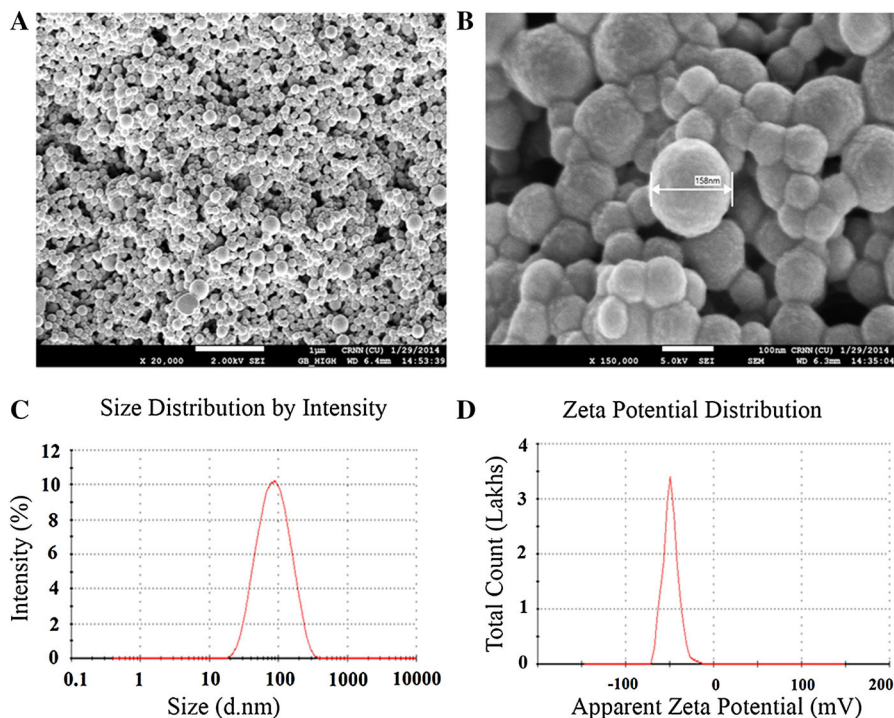 A
1µm CRNN(CU) 1/29/2014
X 20,000 2.00kV SEI GB_HIGH WD 6.4mm 14:53:39
B
158nm
100nm CRNN(CU) 1/29/2014
X 150,000 5.0kV SEI SEM WD 6.3mm 14:35:04
C
Size Distribution by Intensity
Intensity (%)
12
10
8
6
4
2
0
0.1 1 10 100 1000 10000
Size (d.nm)
D
Zeta Potential Distribution
Total Count (Lakhs)
4
3
2
1
0
-100 0 100 200
Apparent Zeta Potential (mV)